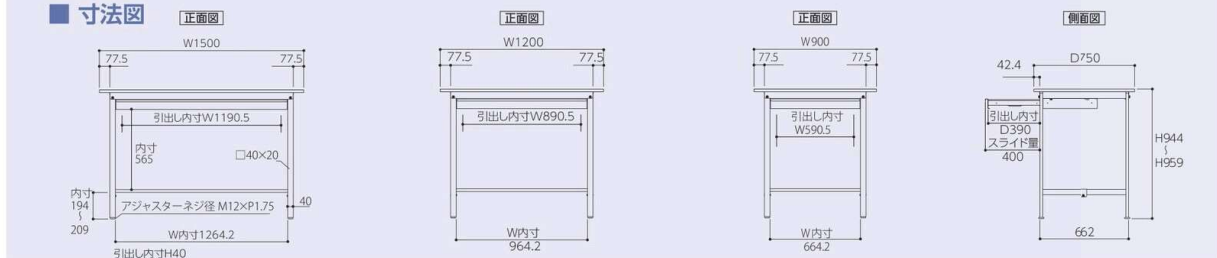 ■ 寸法図
正面図
W1500
77.5
77.5
引出し内寸W1190.5
内寸
565
□40×20
内寸
194
〜
209
アジャスターネジ径 M12×P1.75
40
W内寸1264.2
引出し内寸H40
正面図
W1200
77.5
77.5
引出し内寸W890.5
W内寸
964.2
正面図
W900
77.5
77.5
引出し内寸
W590.5
W内寸
664.2
側面図
D750
42.4
引出し内寸
D390
スライド量
400
H944
〜
H959
662